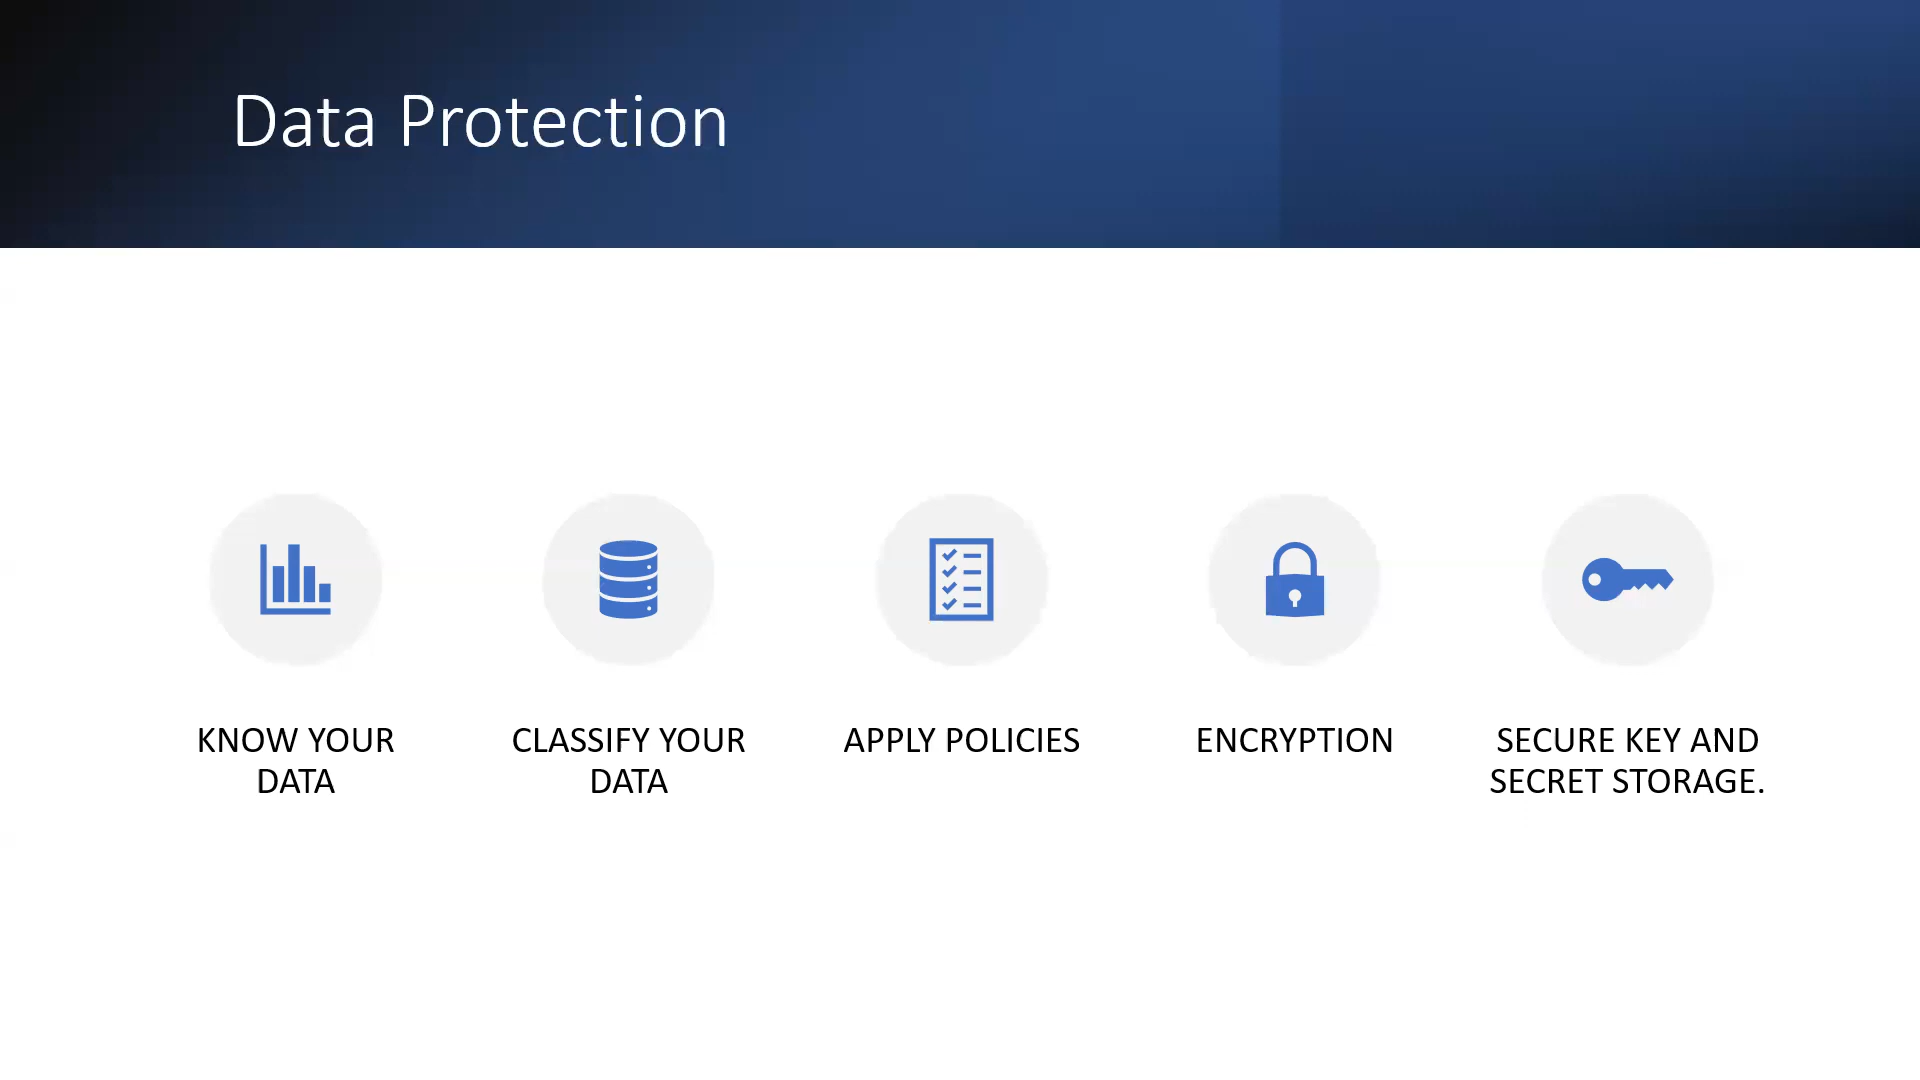 Data Protection
KNOW YOUR
DATA
CLASSIFY YOUR
DATA
APPLY POLICIES
ENCRYPTION
SECURE KEY AND
SECRET STORAGE.